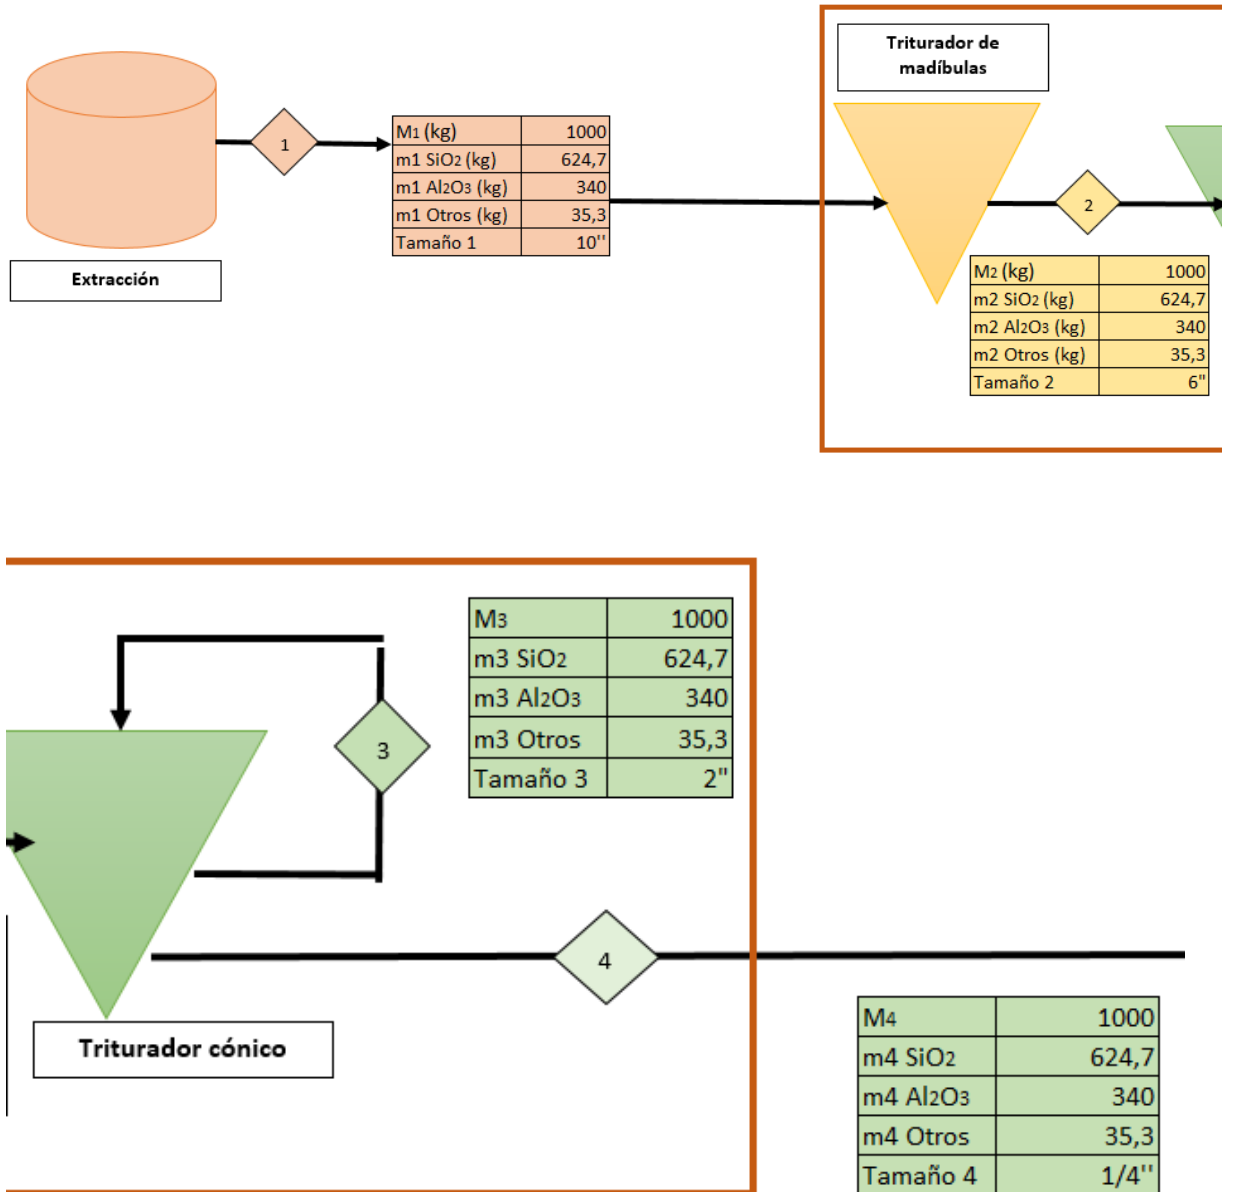 Triturador de
madíbulas
1
M1 (kg) 1000
m1 SiO2 (kg) 624,7
m1 Al2O3 (kg) 340
m1 Otros (kg) 35,3
Tamaño 1 10''
Extracción
2
M2 (kg) 1000
m2 SiO2 (kg) 624,7
m2 Al2O3 (kg) 340
m2 Otros (kg) 35,3
Tamaño 2 6"
M3 1000
m3 SiO2 624,7
m3 Al2O3 340
m3 Otros 35,3
Tamaño 3 2"
3
4
Triturador cónico
M4 1000
m4 SiO2 624,7
m4 Al2O3 340
m4 Otros 35,3
Tamaño 4 1/4''